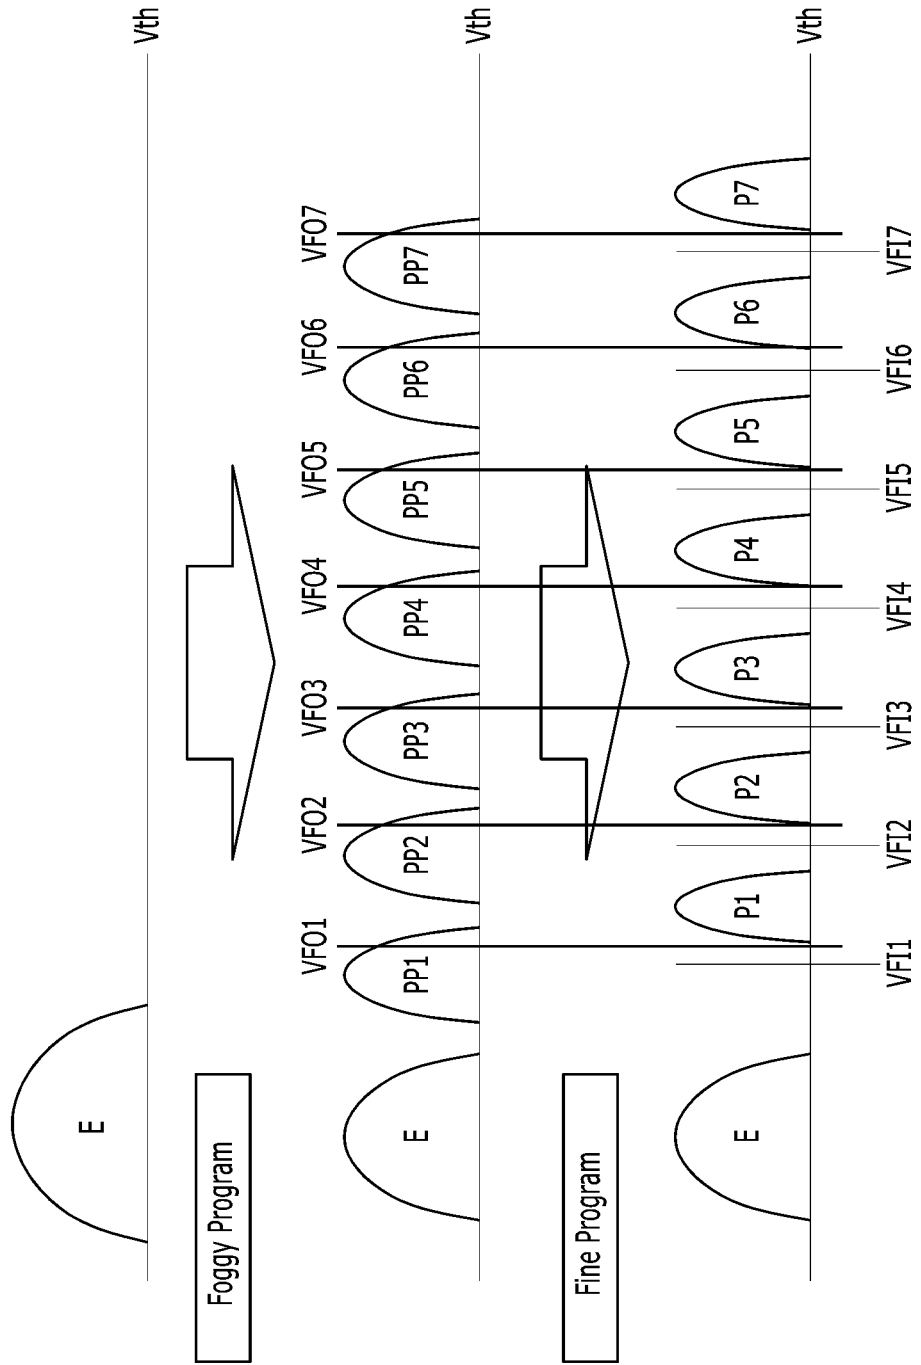 E
Vth
Foggy Program
VFO1 VFO2 VFO3 VFO4 VFO5 VFO6 VFO7
E PP1 PP2 PP3 PP4 PP5 PP6 PP7
Vth
Fine Program
E P1 P2 P3 P4 P5 P6 P7
Vth
VFI1 VFI2 VFI3 VFI4 VFI5 VFI6 VFI7